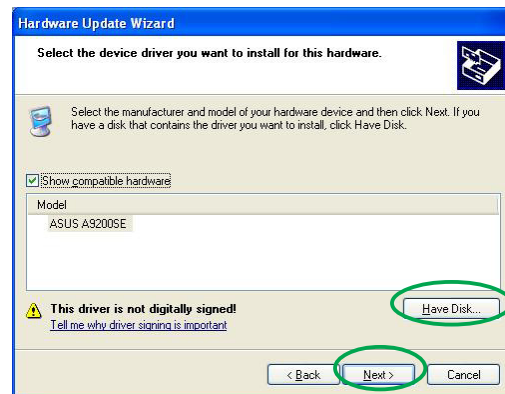 Hardware Update Wizard
Select the device driver you want to install for this hardware.
Select the manufacturer and model of your hardware device and then click Next. If you
have a disk that contains the driver you want to install, click Have Disk.
Show compatible hardware
Model
ASUS A9200SE
This driver is not digitally signed!
Have Disk...
Tell me why driver signing is important
< Back
Next >
Cancel